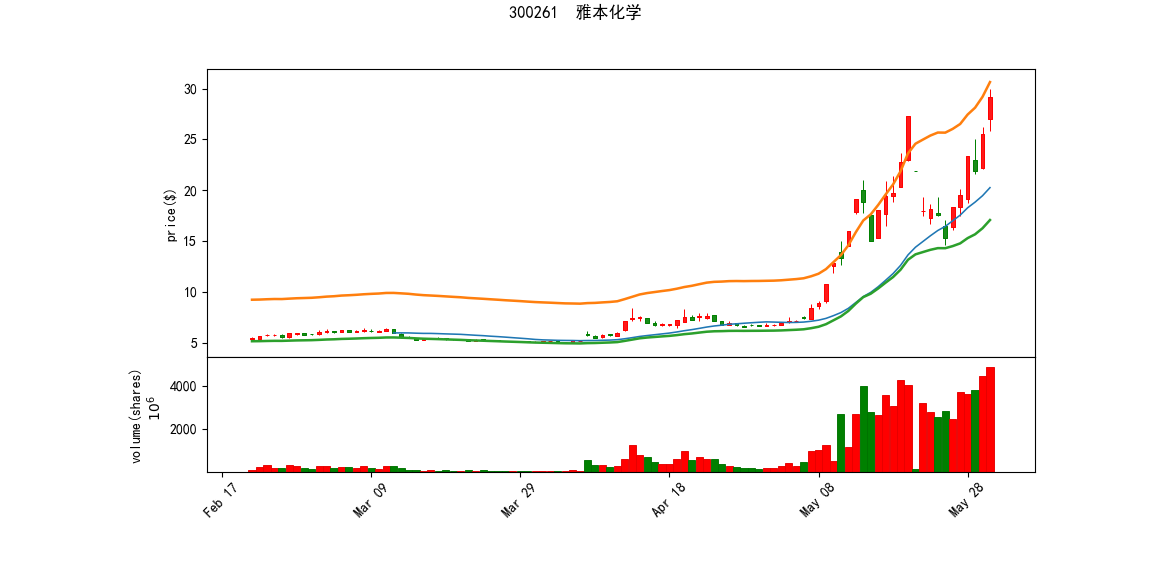 300261 雅本化学
price($)
30
25
20
15
10
5
volume(shares)
10^6
4000
2000
Feb 17
Mar 09
Mar 29
Apr 18
May 08
May 28